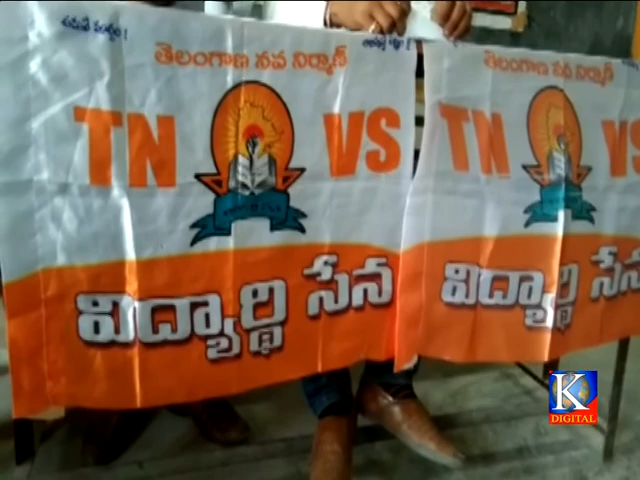 తెలంగాణ నవ నిర్మాణ్
TN VS
విద్యార్థి సేన
తెలంగాణ నవ నిర్మాణ్
TN VS
విద్యార్థి సేన
K
DIGITAL